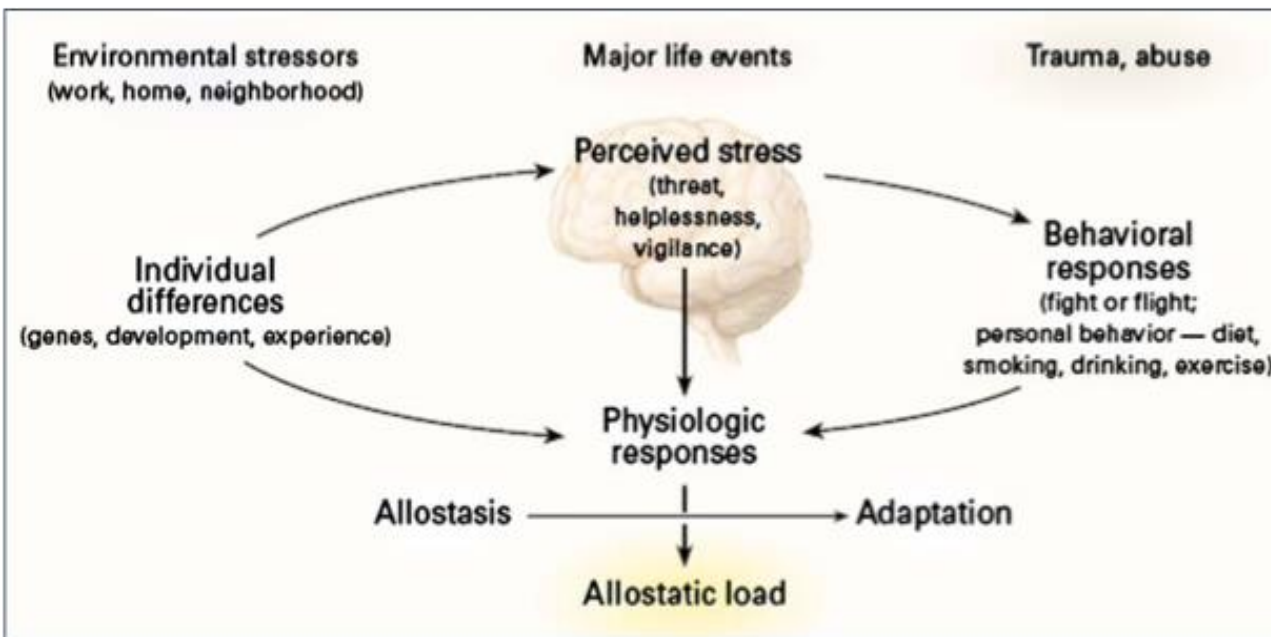 Environmental stressors
(work, home, neighborhood)
Major life events
Trauma, abuse
Perceived stress
(threat,
helplessness,
vigilance)
Individual
differences
(genes, development, experience)
Behavioral
responses
(fight or flight;
personal behavior — diet,
smoking, drinking, exercise)
Physiologic
responses
Allostasis
Adaptation
Allostatic load